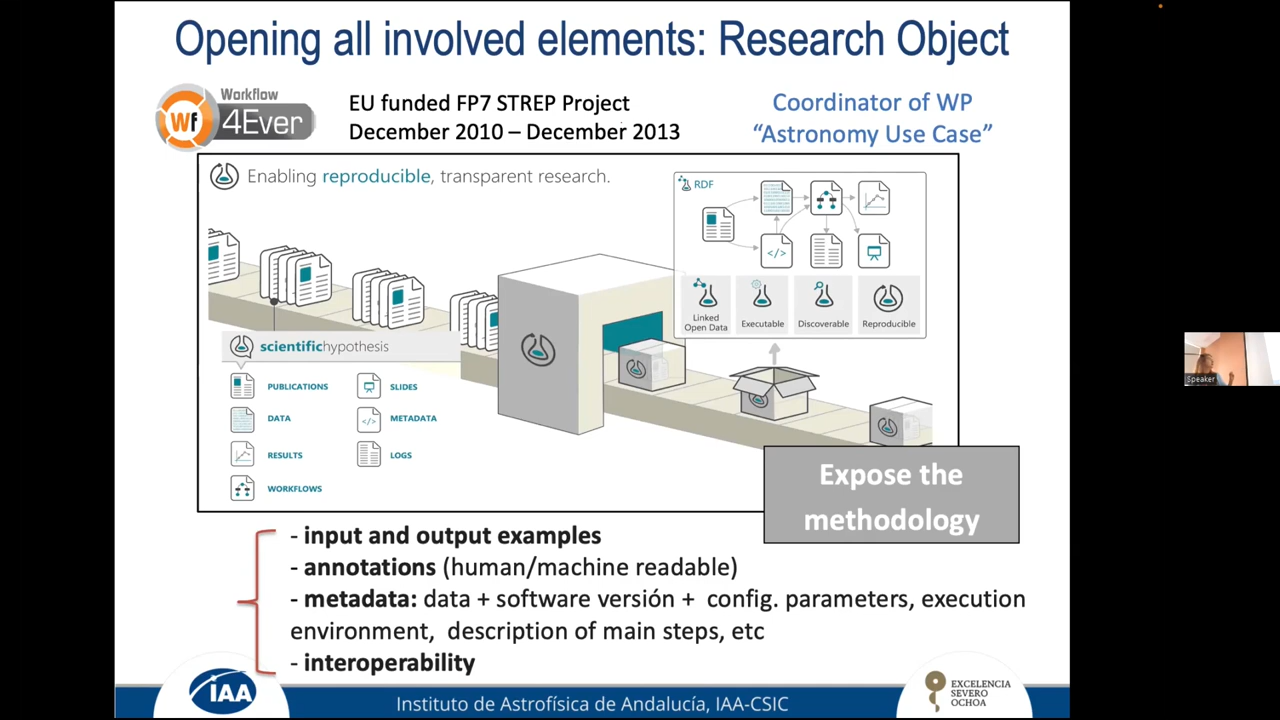 Opening all involved elements: Research Object
Workflow
Wf
4Ever
EU funded FP7 STREP Project
December 2010 – December 2013
Coordinator of WP
“Astronomy Use Case”
Enabling reproducible, transparent research.
RDF
</>
Linked
Open Data
Executable
Discoverable
Reproducible
scientifichypothesis
PUBLICATIONS
SLIDES
DATA
</>
METADATA
RESULTS
LOGS
WORKFLOWS
Expose the
methodology
- input and output examples
- annotations (human/machine readable)
- metadata: data + software versión + config. parameters, execution
environment, description of main steps, etc
- interoperability
IAA
Instituto de Astrofísica de Andalucía, IAA-CSIC
EXCELENCIA
SEVERO
OCHOA
Speaker